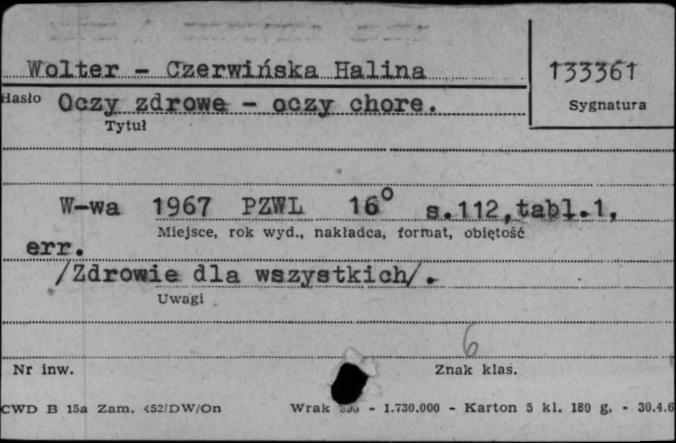 Wolter - Czerwińska Halina
133361
Hasło Oczy zdrowe - oczy chore.
Sygnatura
Tytuł
W-wa 1967 PZWL 16° s.112,tabl.1,
Miejsce, rok wyd., nakładca, format, objętość
err.
/Zdrowie dla wszystkich/.
Uwagi
6
Nr inw.
Znak klas.
CWD B 15a Zam. 452/DW/On
Wrak - 1.730.000 - Karton 5 kl. 180 g. - 30.4.6